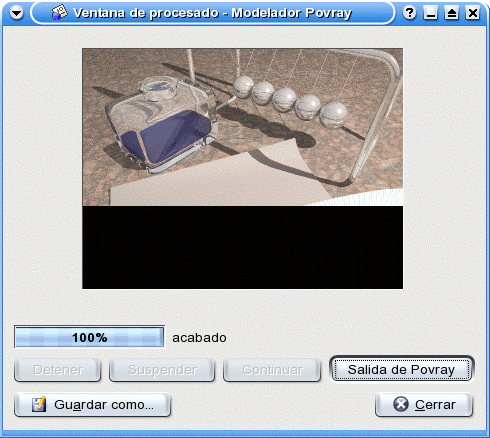 Ventana de procesado - Modelador Povray
100% acabado
Detener Suspender Continuar Salida de Povray
Guardar como... Cerrar